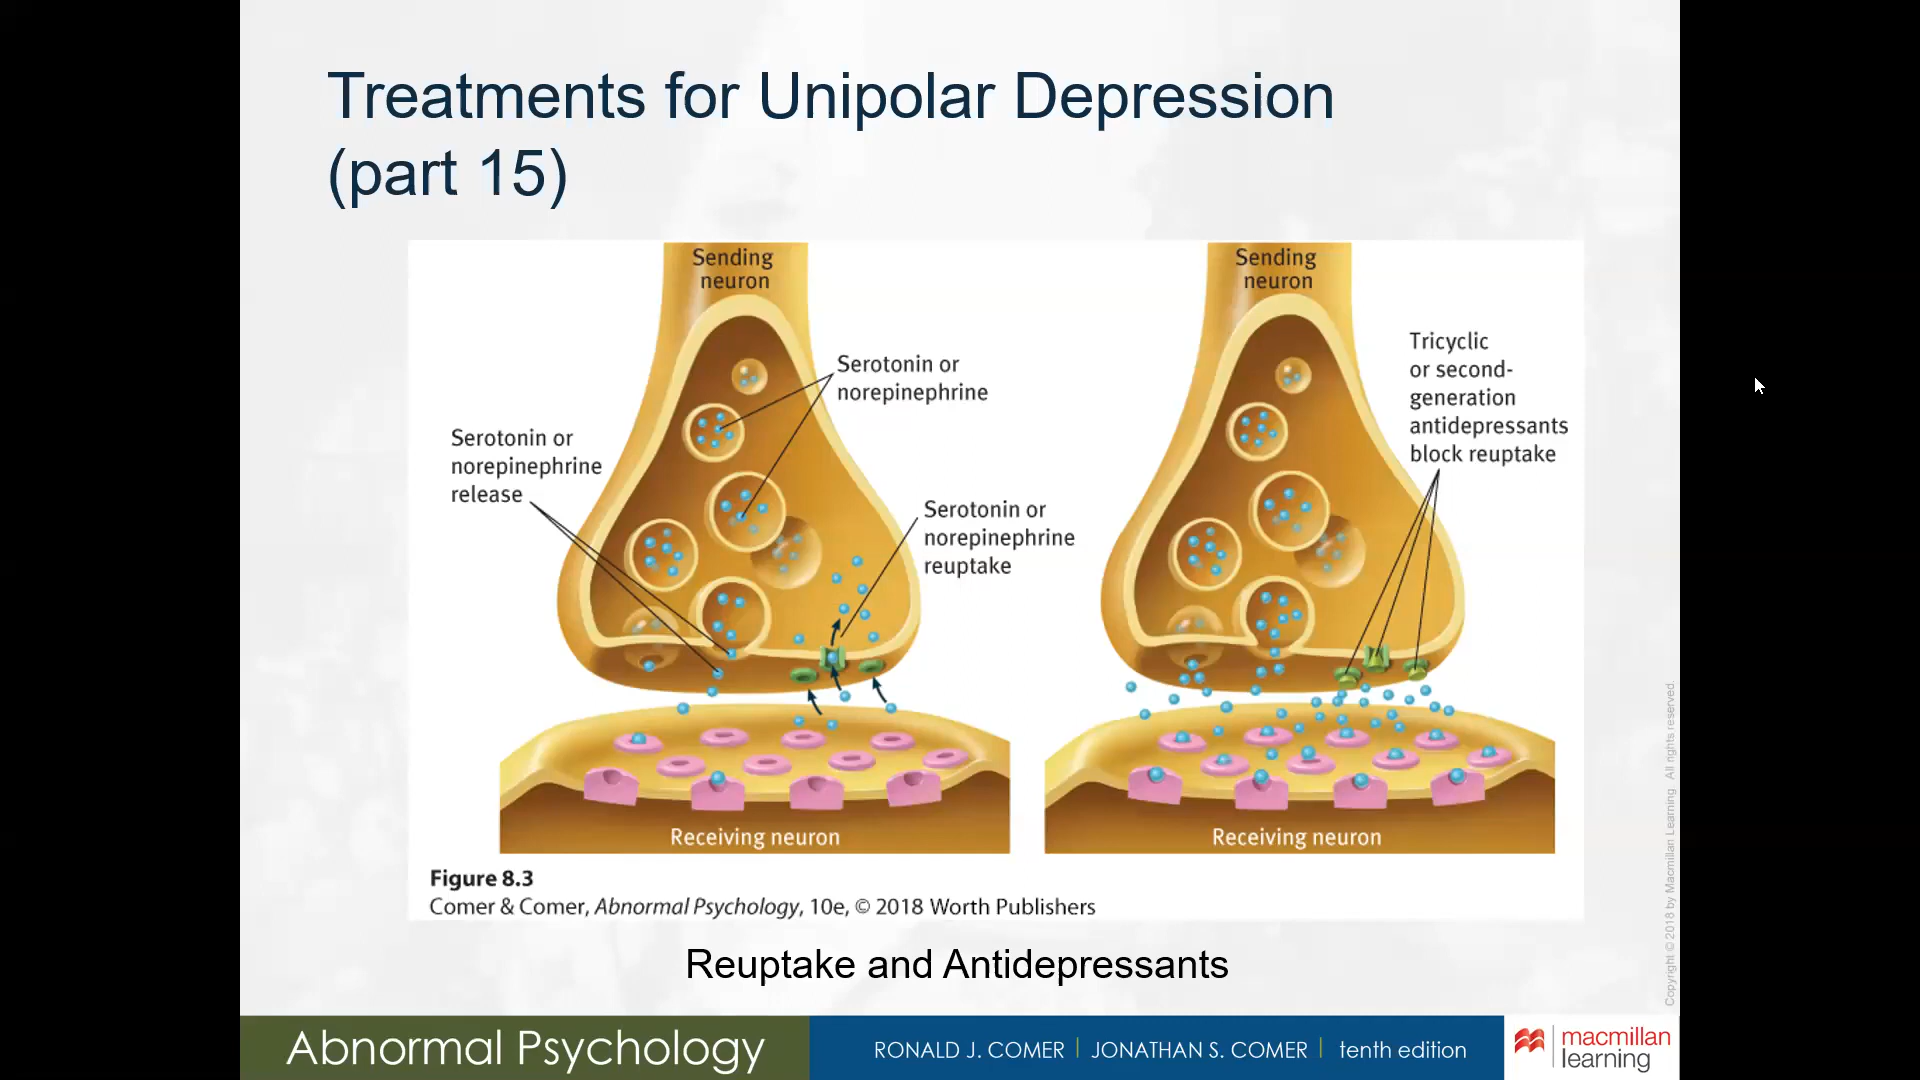 Treatments for Unipolar Depression
(part 15)
Sending
neuron
Serotonin or
norepinephrine
Serotonin or
norepinephrine
release
Serotonin or
norepinephrine
reuptake
Receiving neuron
Sending
neuron
Tricyclic
or second-
generation
antidepressants
block reuptake
Receiving neuron
Figure 8.3
Comer & Comer, Abnormal Psychology, 10e, © 2018 Worth Publishers
Reuptake and Antidepressants
Copyright © 2018 by Macmillan Learning. All rights reserved.
Abnormal Psychology
RONALD J. COMER | JONATHAN S. COMER | tenth edition
macmillan
learning